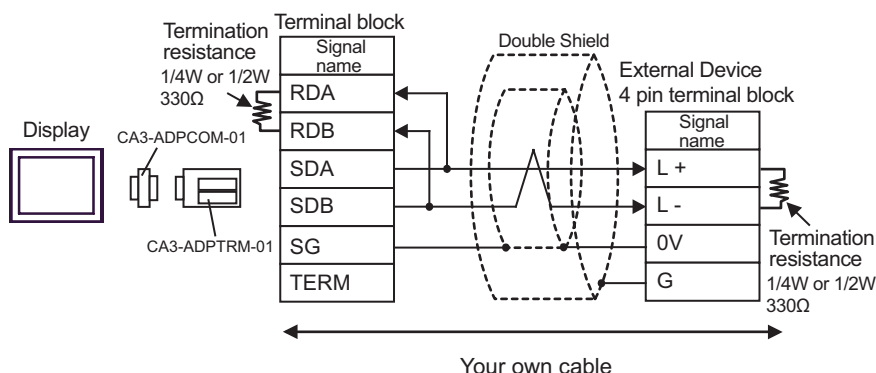 Termination
resistance
1/4W or 1/2W
330Ω
Display
CA3-ADPCOM-01
CA3-ADPTRM-01
Terminal block
Signal
name
RDA
RDB
SDA
SDB
SG
TERM
Double Shield
External Device
4 pin terminal block
Signal
name
L +
L -
0V
G
Termination
resistance
1/4W or 1/2W
330Ω
Your own cable